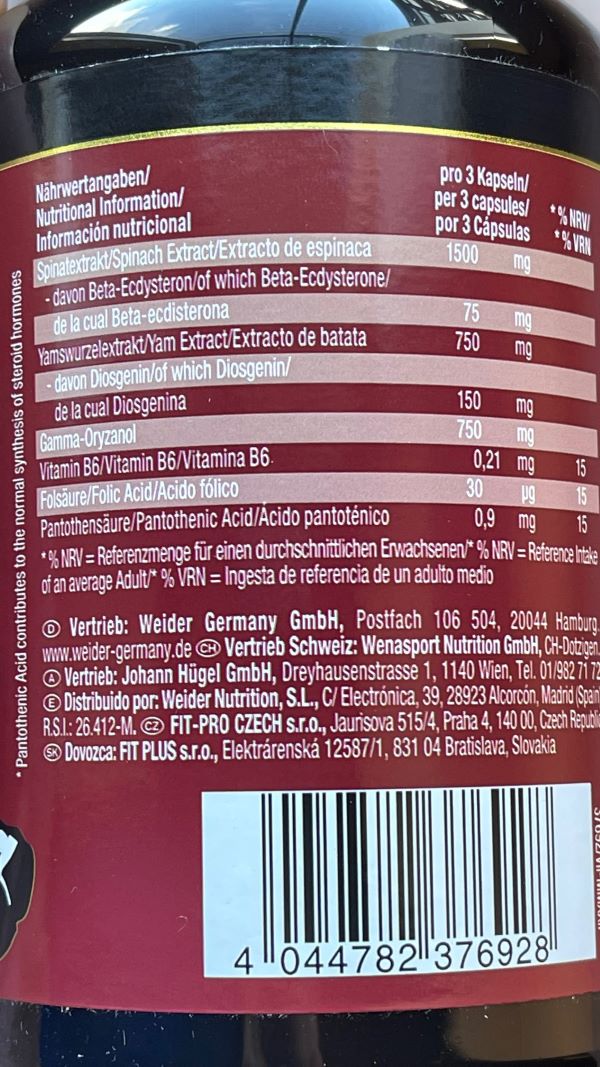 Nährwertangaben/
Nutritional Information/
Información nutricional
pro 3 Kapseln/
per 3 capsules/
por 3 Cápsulas
*% NRV/
*% VRN
Spinatextrakt/Spinach Extract/Extracto de espinaca 1500 mg
- davon Beta-Ecdysteron/of which Beta-Ecdysterone/
de la cual Beta-ecdisterona 75 mg
Yamswurzelextrakt/Yam Extract/Extracto de batata 750 mg
- davon Diosgenin/of which Diosgenin/
de la cual Diosgenina 150 mg
Gamma-Oryzanol 750 mg
Vitamin B6/Vitamin B6/Vitamina B6 0,21 mg 15
Folsäure/Folic Acid/Acido fólico 30 µg 15
Pantothensäure/Pantothenic Acid/Ácido pantoténico 0,9 mg 15
*% NRV = Referenzmenge für einen durchschnittlichen Erwachsenen/* % NRV = Reference Intake
of an average Adult/* % VRN = Ingesta de referencia de un adulto medio
D Vertrieb: Weider Germany GmbH, Postfach 106 504, 20044 Hamburg.
www.weider-germany.de CH Vertrieb Schweiz: Wenasport Nutrition GmbH, CH-Dotzigen.
A Vertrieb: Johann Hügel GmbH, Dreyhausenstrasse 1, 1140 Wien, Tel. 01/982 71 72
E Distribuido por: Weider Nutrition, S.L., C/ Electrónica, 39, 28923 Alcorcón, Madrid (Spain
R.S.I.: 26.412-M. CZ FIT-PRO CZECH s.r.o., Jaurisova 515/4, Praha 4, 140 00, Czech Republic
SK Dovozca: FIT PLUS s.r.o., Elektrárenská 12587/1, 831 04 Bratislava, Slovakia
* Pantothenic Acid contributes to the normal synthesis of steroid hormones
4 044782 376928